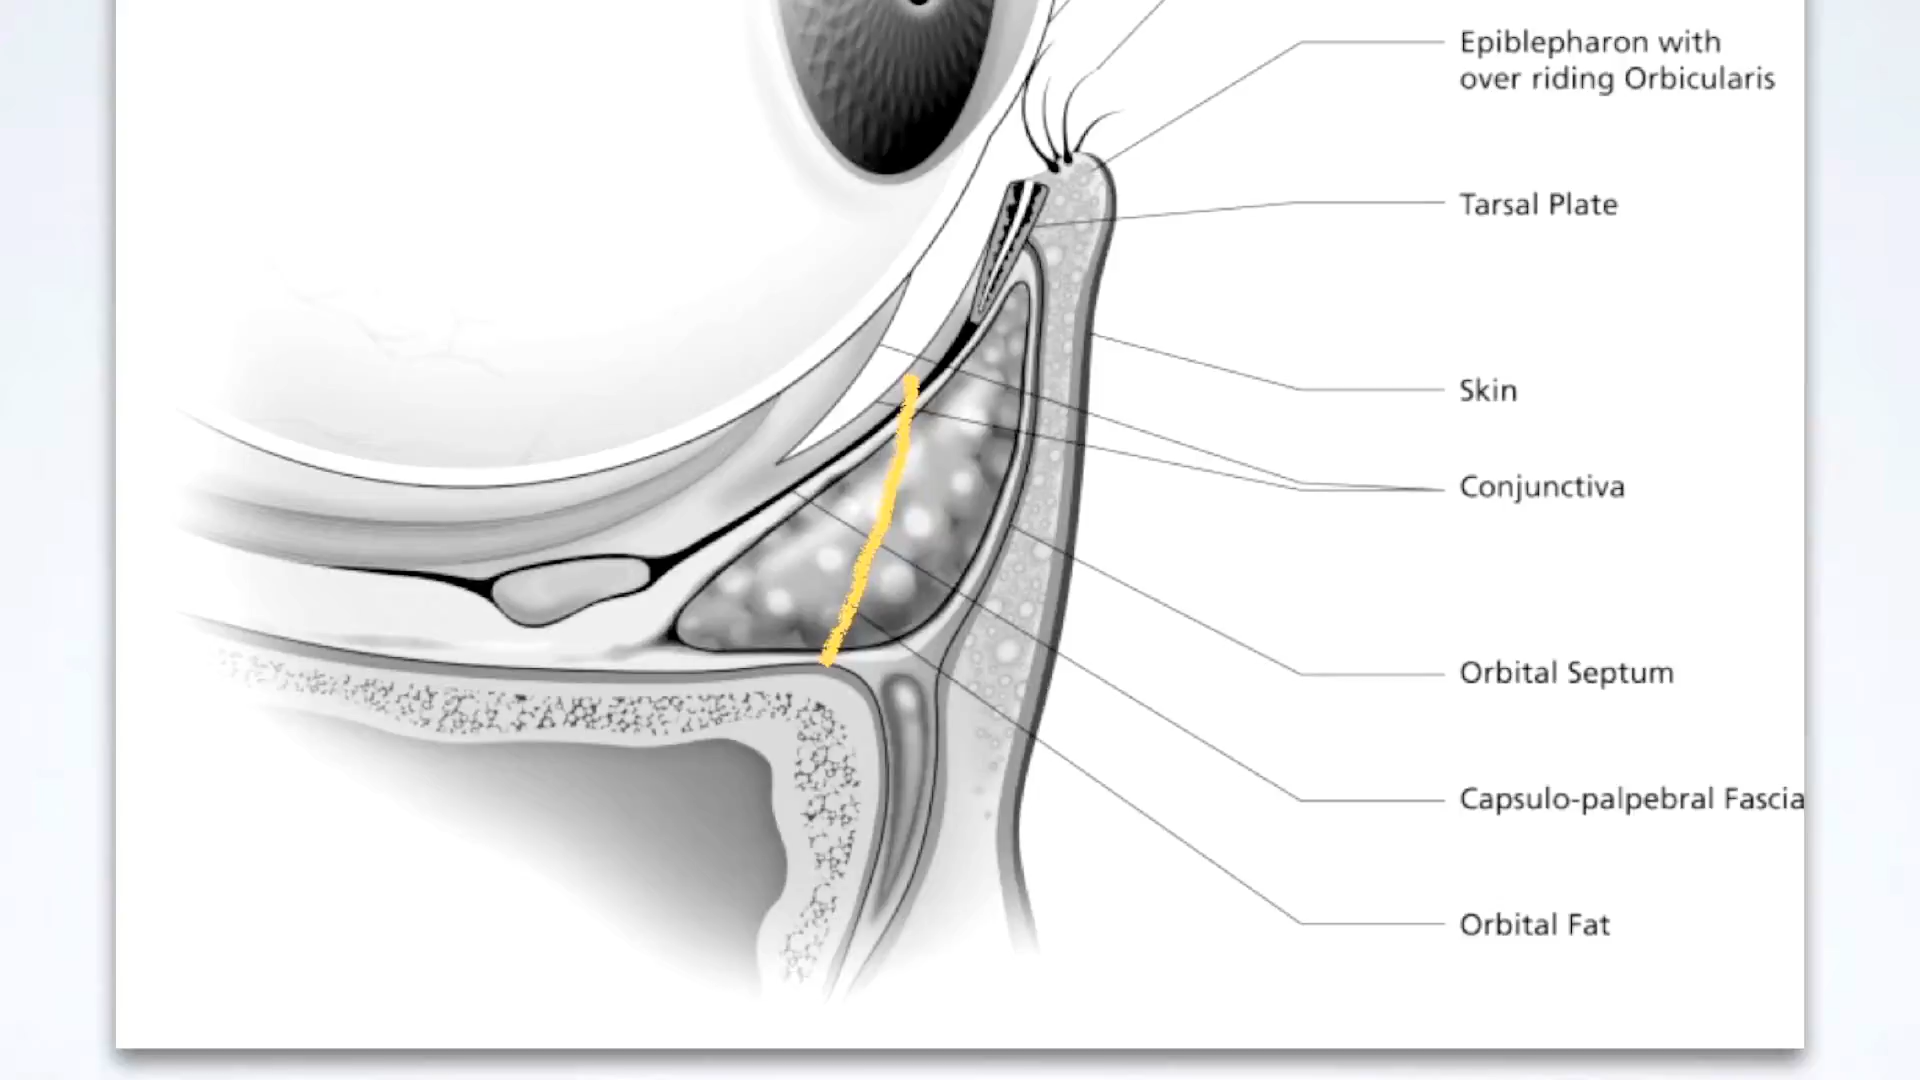 Epiblepharon with
over riding Orbicularis
Tarsal Plate
Skin
Conjunctiva
Orbital Septum
Capsulo-palpebral Fascia
Orbital Fat